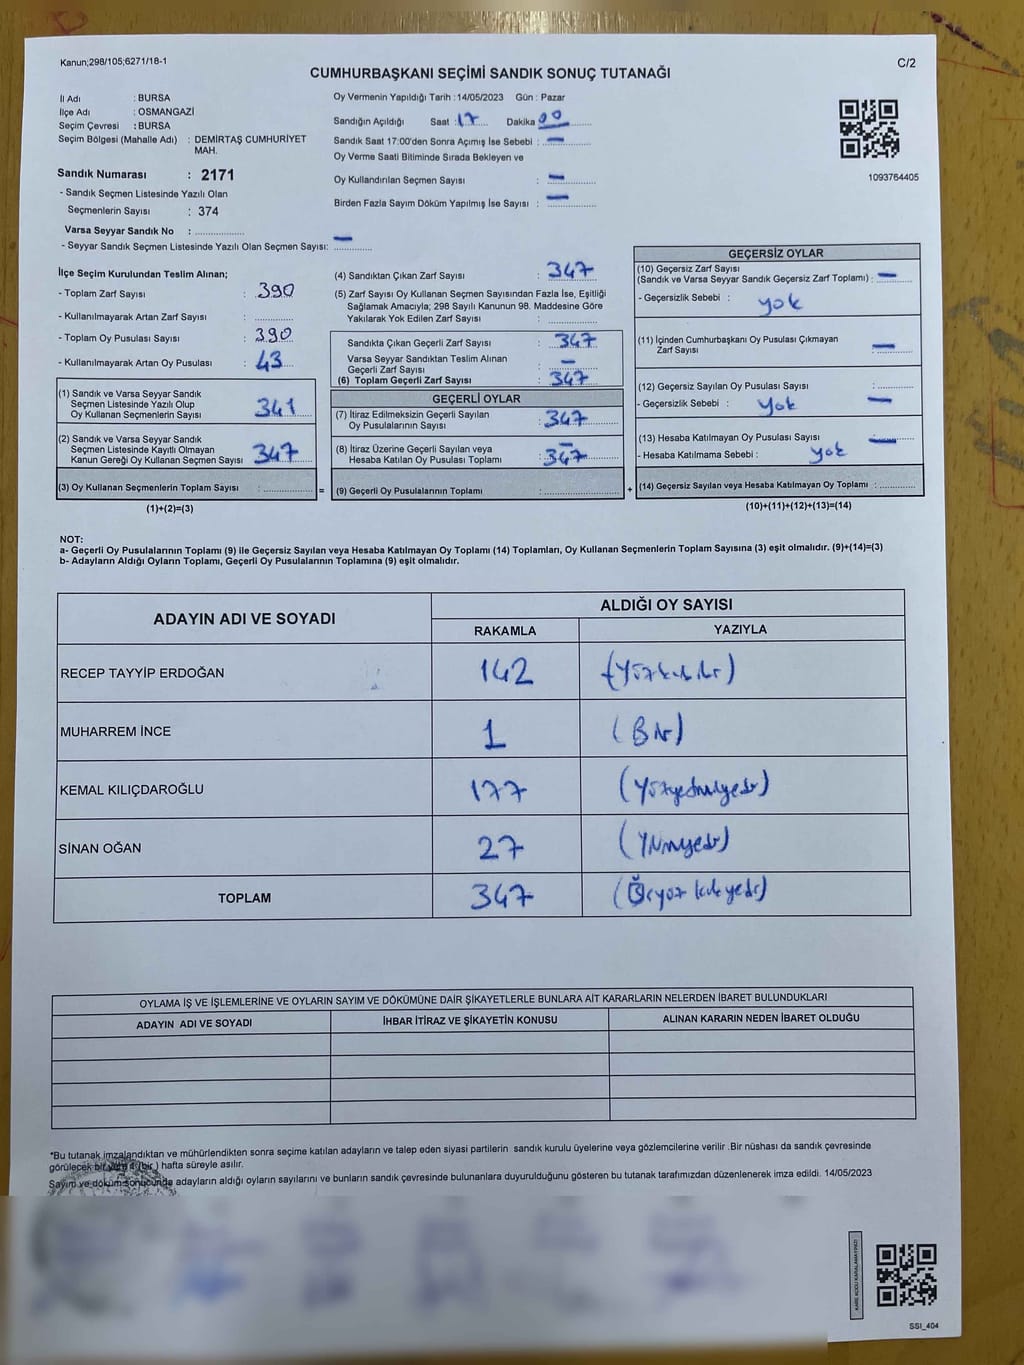 Kanun;298/105;6271/18-1
C/2
CUMHURBAŞKANI SEÇİMİ SANDIK SONUÇ TUTANAĞI
İl Adı : BURSA
İlçe Adı : OSMANGAZİ
Seçim Çevresi : BURSA
Seçim Bölgesi (Mahalle Adı) : DEMİRTAŞ CUMHURİYET
MAH.
Sandık Numarası : 2171
- Sandık Seçmen Listesinde Yazılı Olan
Seçmenlerin Sayısı : 374
Varsa Seyyar Sandık No :
- Seyyar Sandık Seçmen Listesinde Yazılı Olan Seçmen Sayısı: —
Oy Vermenin Yapıldığı Tarih : 14/05/2023 Gün : Pazar
Sandığın Açıldığı Saat : 17 Dakika 00
Sandık Saat 17:00'den Sonra Açımış İse Sebebi : —
Oy Verme Saati Bitiminde Sırada Bekleyen ve
Oy Kullandırılan Seçmen Sayısı : —
Birden Fazla Sayım Döküm Yapılmış İse Sayısı : —
1093764405
İlçe Seçim Kurulundan Teslim Alınan;
- Toplam Zarf Sayısı : 390
- Kullanılmayarak Artan Zarf Sayısı :
- Toplam Oy Pusulası Sayısı : 390
- Kullanılmayarak Artan Oy Pusulası : 43
(1) Sandık ve Varsa Seyyar Sandık
Seçmen Listesinde Yazılı Olup
Oy Kullanan Seçmenlerin Sayısı 341
(2) Sandık ve Varsa Seyyar Sandık
Seçmen Listesinde Kayıtlı Olmayan
Kanun Gereği Oy Kullanan Seçmen Sayısı 347
(3) Oy Kullanan Seçmenlerin Toplam Sayısı :
(1)+(2)=(3)
=
(4) Sandıktan Çıkan Zarf Sayısı : 347
(5) Zarf Sayısı Oy Kullanan Seçmen Sayısından Fazla İse, Eşitliği
Sağlamak Amacıyla; 298 Sayılı Kanunun 98. Maddesine Göre
Yakılarak Yok Edilen Zarf Sayısı :
Sandıkta Çıkan Geçerli Zarf Sayısı : 347
Varsa Seyyar Sandıktan Teslim Alınan
Geçerli Zarf Sayısı : —
(6) Toplam Geçerli Zarf Sayısı : 347
GEÇERLİ OYLAR
(7) İtiraz Edilmeksizin Geçerli Sayılan
Oy Pusulalarının Sayısı : 347
(8) İtiraz Üzerine Geçerli Sayılan veya
Hesaba Katılan Oy Pusulası Toplamı : 347
(9) Geçerli Oy Pusulalarının Toplamı :
+
GEÇERSİZ OYLAR
(10) Geçersiz Zarf Sayısı
(Sandık ve Varsa Seyyar Sandık Geçersiz Zarf Toplamı) : —
- Geçersizlik Sebebi : yok
(11) İçinden Cumhurbaşkanı Oy Pusulası Çıkmayan
Zarf Sayısı : —
(12) Geçersiz Sayılan Oy Pusulası Sayısı :
- Geçersizlik Sebebi : yok —
(13) Hesaba Katılmayan Oy Pusulası Sayısı : —
- Hesaba Katılmama Sebebi : yok
(14) Geçersiz Sayılan veya Hesaba Katılmayan Oy Toplamı :
(10)+(11)+(12)+(13)=(14)
NOT:
a- Geçerli Oy Pusulalarının Toplamı (9) ile Geçersiz Sayılan veya Hesaba Katılmayan Oy Toplamı (14) Toplamları, Oy Kullanan Seçmenlerin Toplam Sayısına (3) eşit olmalıdır. (9)+(14)=(3)
b- Adayların Aldığı Oyların Toplamı, Geçerli Oy Pusulalarının Toplamına (9) eşit olmalıdır.
ADAYIN ADI VE SOYADI ALDIĞI OY SAYISI
RAKAMLA YAZIYLA
RECEP TAYYİP ERDOĞAN 142 (Yüzkırkiki)
MUHARREM İNCE 1 (Bir)
KEMAL KILIÇDAROĞLU 177 (Yüzyetmişyedi)
SİNAN OĞAN 27 (Yirmiyedi)
TOPLAM 347 (Üçyüz kırkyedi)
OYLAMA İŞ VE İŞLEMLERİNE VE OYLARIN SAYIM VE DÖKÜMÜNE DAİR ŞİKAYETLERLE BUNLARA AİT KARARLARIN NELERDEN İBARET BULUNDUKLARI
ADAYIN ADI VE SOYADI İHBAR İTİRAZ VE ŞİKAYETİN KONUSU ALINAN KARARIN NEDEN İBARET OLDUĞU
*Bu tutanak imzalandıktan ve mühürlendikten sonra seçime katılan adayların ve talep eden siyasi partilerin sandık kurulu üyelerine veya gözlemcilerine verilir .Bir nüshası da sandık çevresinde
görülecek bir yere 1 (bir ) hafta süreyle asılır.
Sayım ve döküm sonucunda adayların aldığı oyların sayılarını ve bunların sandık çevresinde bulunanlara duyurulduğunu gösteren bu tutanak tarafımızdan düzenlenerek imza edildi. 14/05/2023
KARE KODU KARALAMAYINIZ!
SSI_404